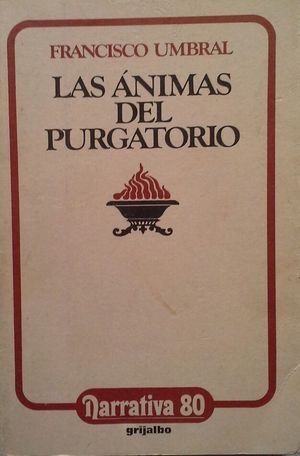 FRANCISCO UMBRAL
LAS ÁNIMAS
DEL
PURGATORIO
Narrativa 80
grijalbo